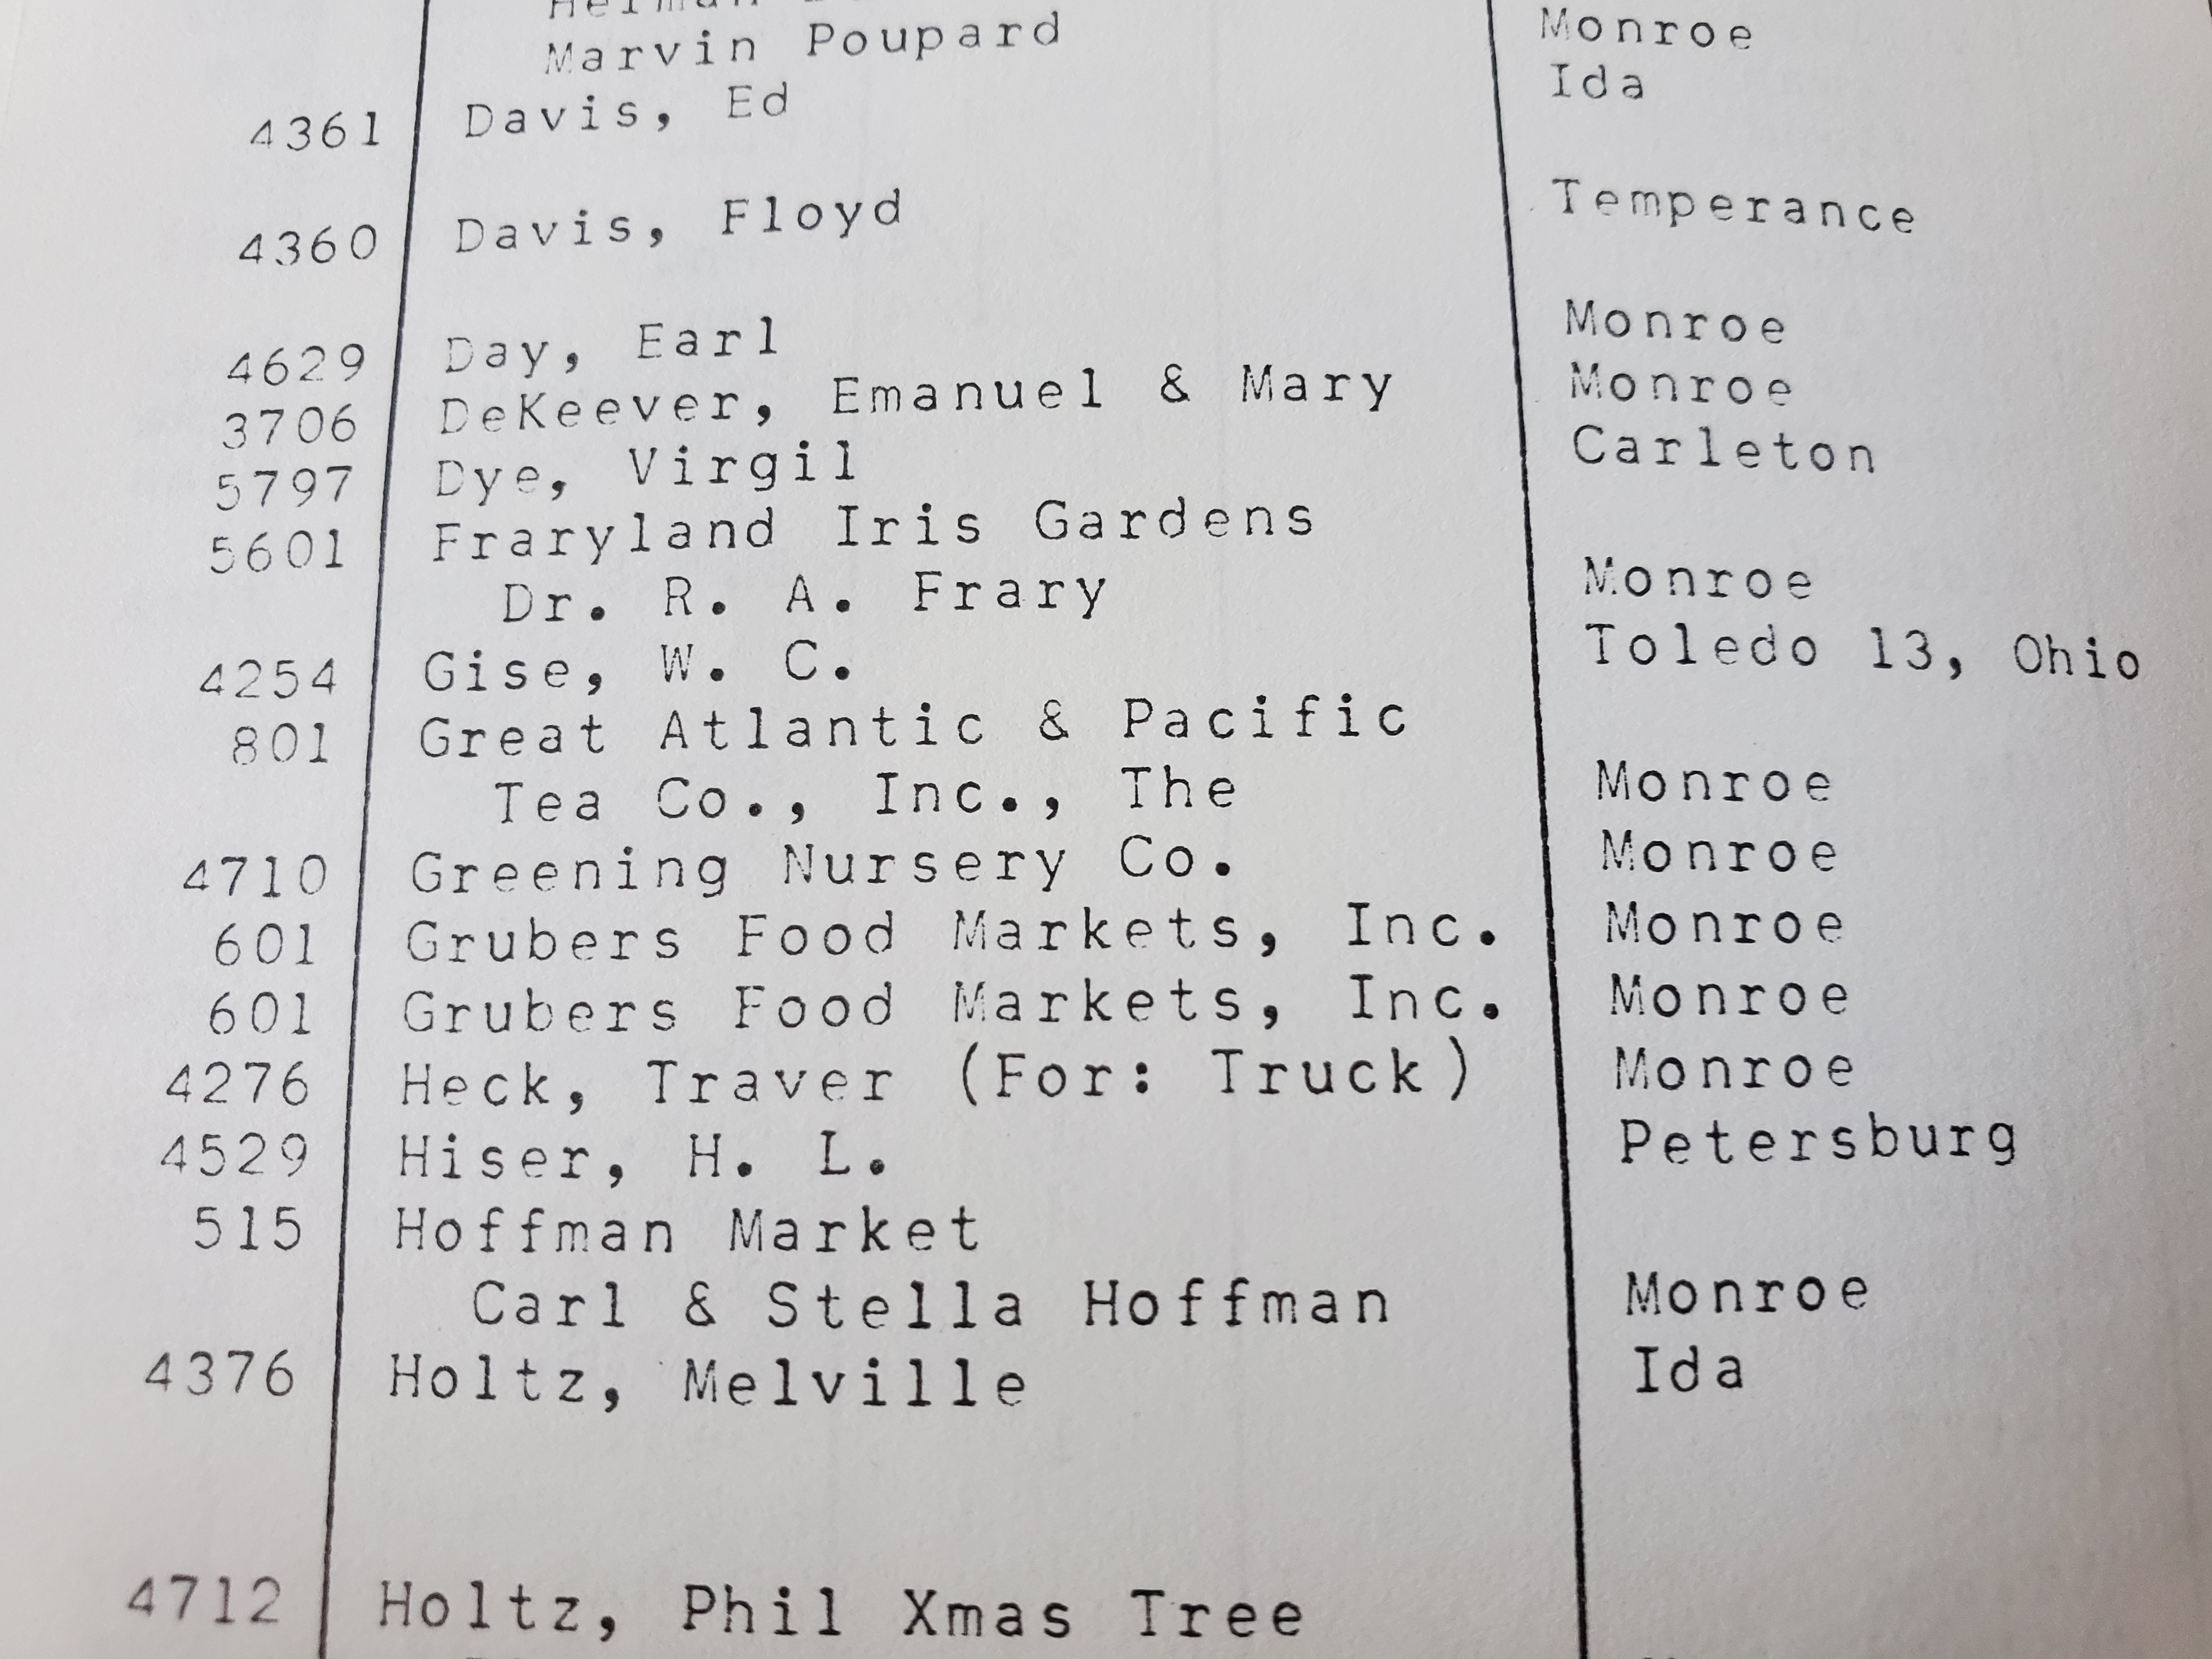 Herman
Marvin Poupard Monroe
4361 Davis, Ed Ida
4360 Davis, Floyd Temperance
4629 Day, Earl Monroe
3706 DeKeever, Emanuel & Mary Monroe
5797 Dye, Virgil Carleton
5601 Fraryland Iris Gardens
Dr. R. A. Frary Monroe
4254 Gise, W. C. Toledo 13, Ohio
801 Great Atlantic & Pacific
Tea Co., Inc., The Monroe
4710 Greening Nursery Co. Monroe
601 Grubers Food Markets, Inc. Monroe
601 Grubers Food Markets, Inc. Monroe
4276 Heck, Traver (For: Truck) Monroe
4529 Hiser, H. L. Petersburg
515 Hoffman Market
Carl & Stella Hoffman Monroe
4376 Holtz, Melville Ida
4712 Holtz, Phil Xmas Tree